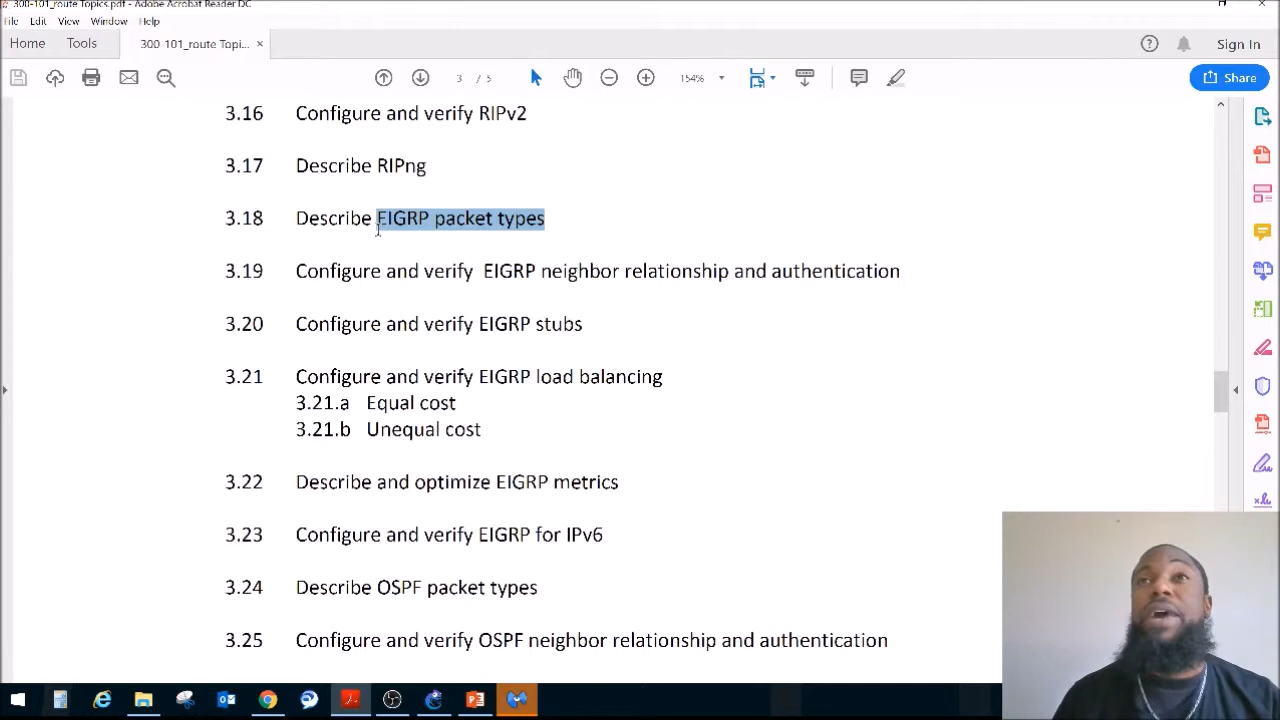 300-101_route Topics.pdf - Adobe Acrobat Reader DC
File Edit View Window Help
Home Tools 300-101_route Topi... × Sign In
3 / 5 154% Share
3.16 Configure and verify RIPv2
3.17 Describe RIPng
3.18 Describe EIGRP packet types
3.19 Configure and verify EIGRP neighbor relationship and authentication
3.20 Configure and verify EIGRP stubs
3.21 Configure and verify EIGRP load balancing
3.21.a Equal cost
3.21.b Unequal cost
3.22 Describe and optimize EIGRP metrics
3.23 Configure and verify EIGRP for IPv6
3.24 Describe OSPF packet types
3.25 Configure and verify OSPF neighbor relationship and authentication